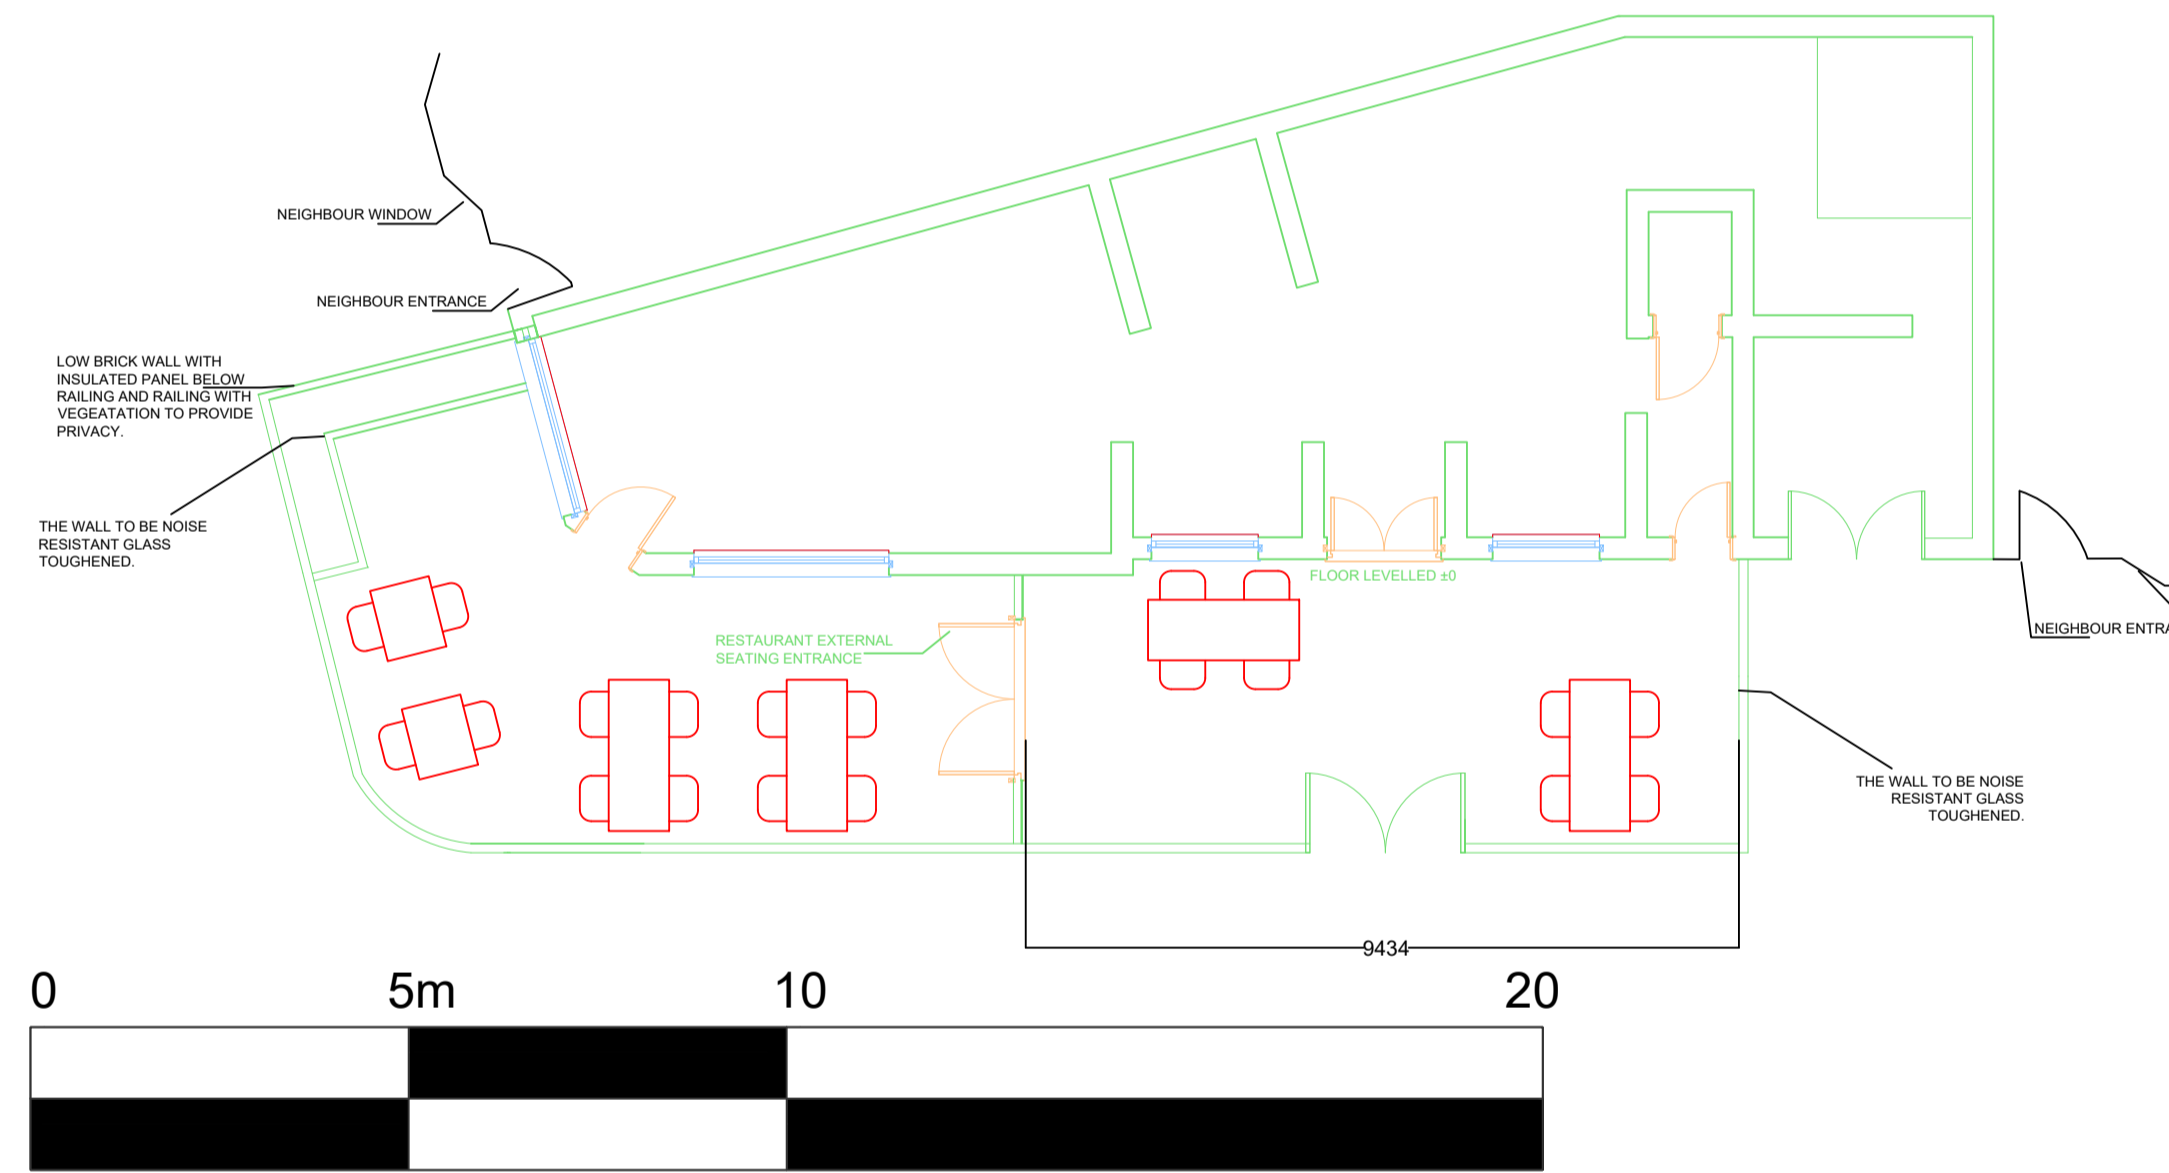 NEIGHBOUR WINDOW
NEIGHBOUR ENTRANCE
LOW BRICK WALL WITH
INSULATED PANEL BELOW
RAILING AND RAILING WITH
VEGEATATION TO PROVIDE
PRIVACY.
THE WALL TO BE NOISE
RESISTANT GLASS
TOUGHENED.
FLOOR LEVELLED ±0
RESTAURANT EXTERNAL
SEATING ENTRANCE
NEIGHBOUR ENTRA
THE WALL TO BE NOISE
RESISTANT GLASS
TOUGHENED.
9434
0 5m 10 20